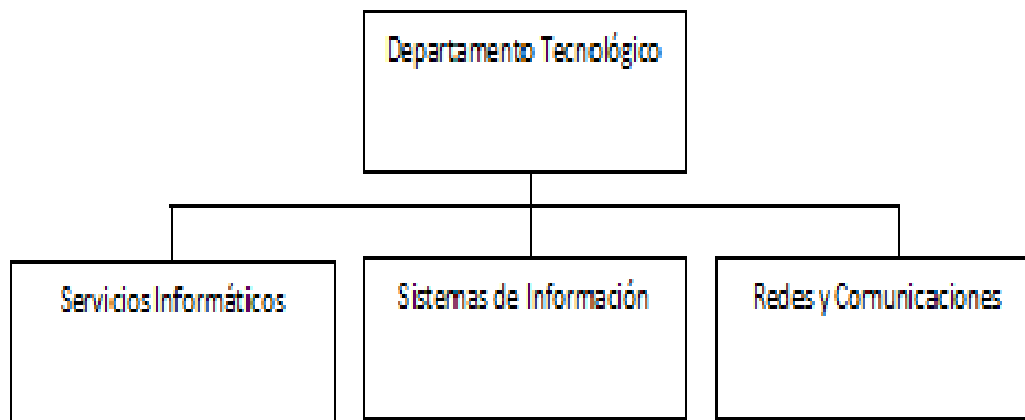 Departamento Tecnológico
Servicios Informáticos
Sistemas de Información
Redes y Comunicaciones